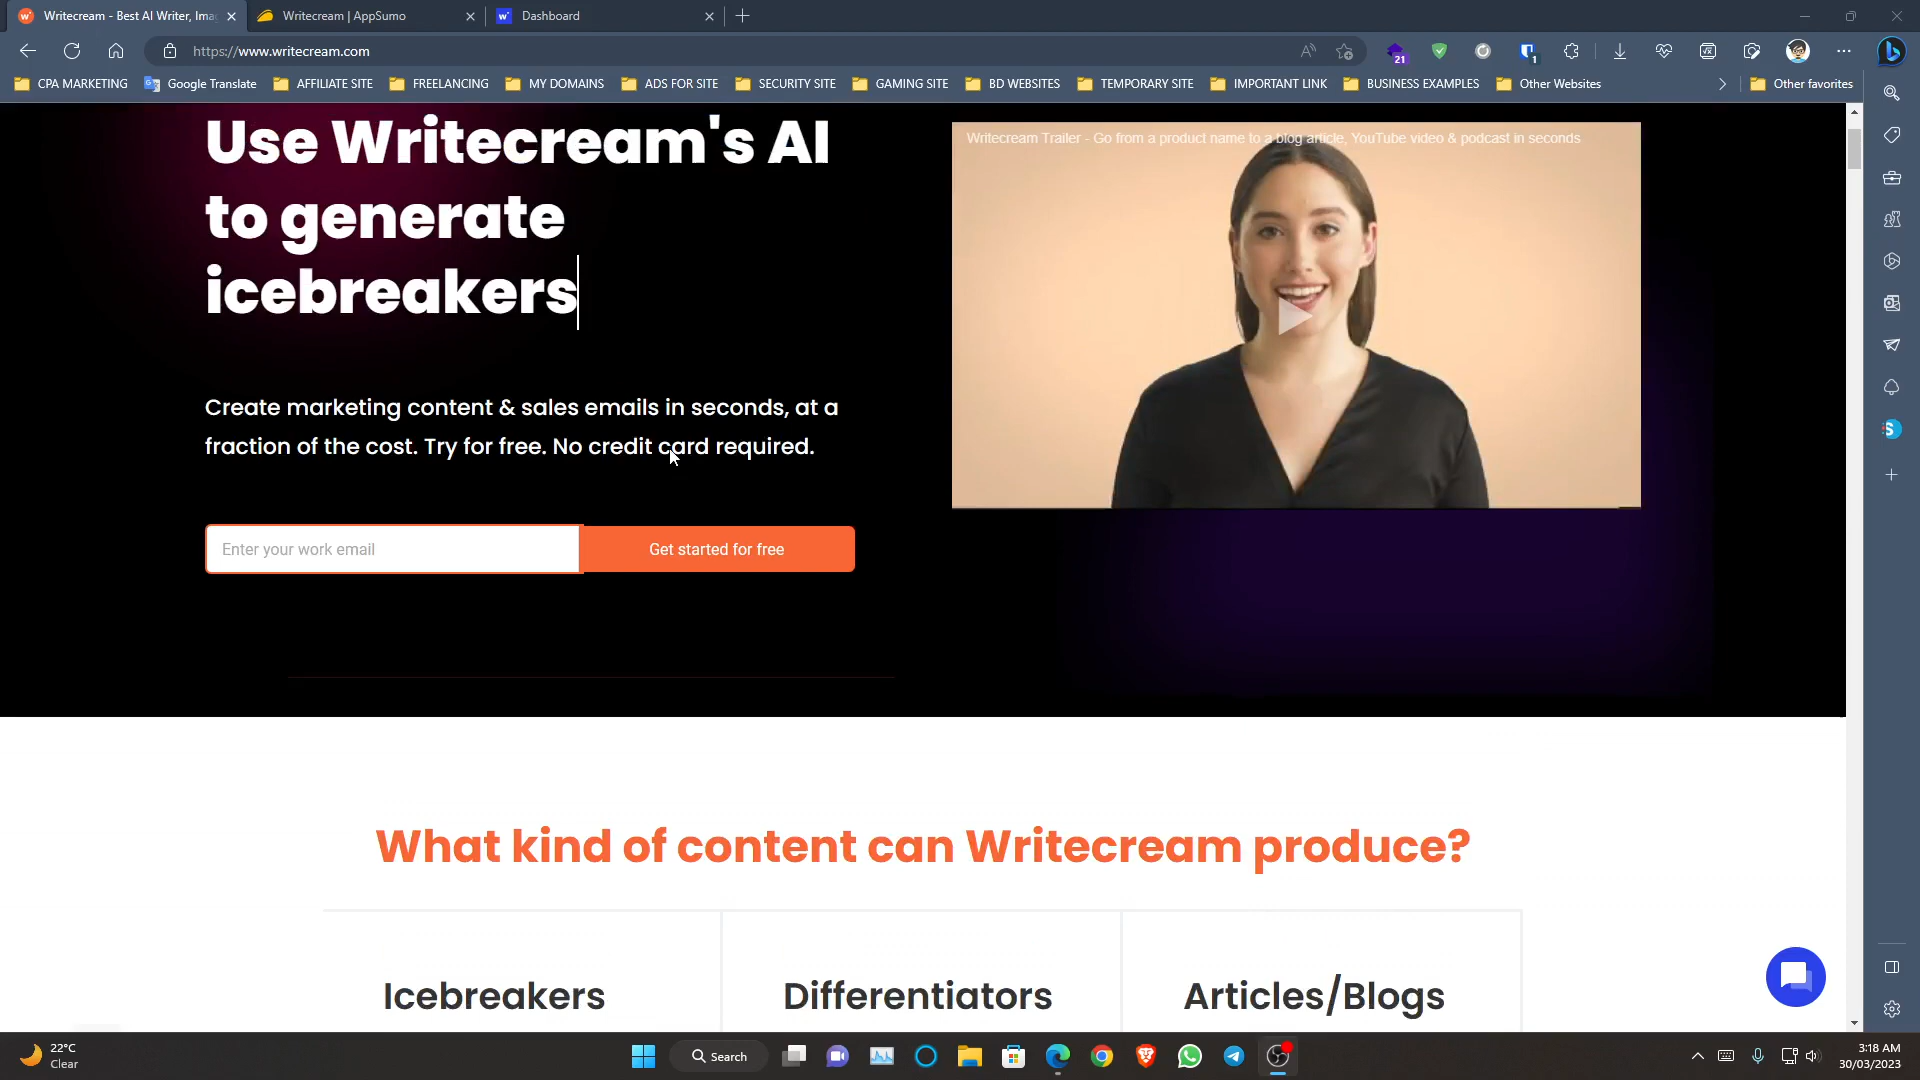 Writecream - Best AI Writer, Ima
Writecream | AppSumo
Dashboard
https://www.writecream.com
21
1
CPA MARKETING
Google Translate
AFFILIATE SITE
FREELANCING
MY DOMAINS
ADS FOR SITE
SECURITY SITE
GAMING SITE
BD WEBSITES
TEMPORARY SITE
IMPORTANT LINK
BUSINESS EXAMPLES
Other Websites
Other favorites
Use Writecream's AI
to generate
icebreakers
Writecream Trailer - Go from a product name to a blog article, YouTube video & podcast in seconds
Create marketing content & sales emails in seconds, at a
fraction of the cost. Try for free. No credit card required.
Enter your work email
Get started for free
What kind of content can Writecream produce?
Icebreakers
Differentiators
Articles/Blogs
22°C
Clear
Search
3:18 AM
30/03/2023